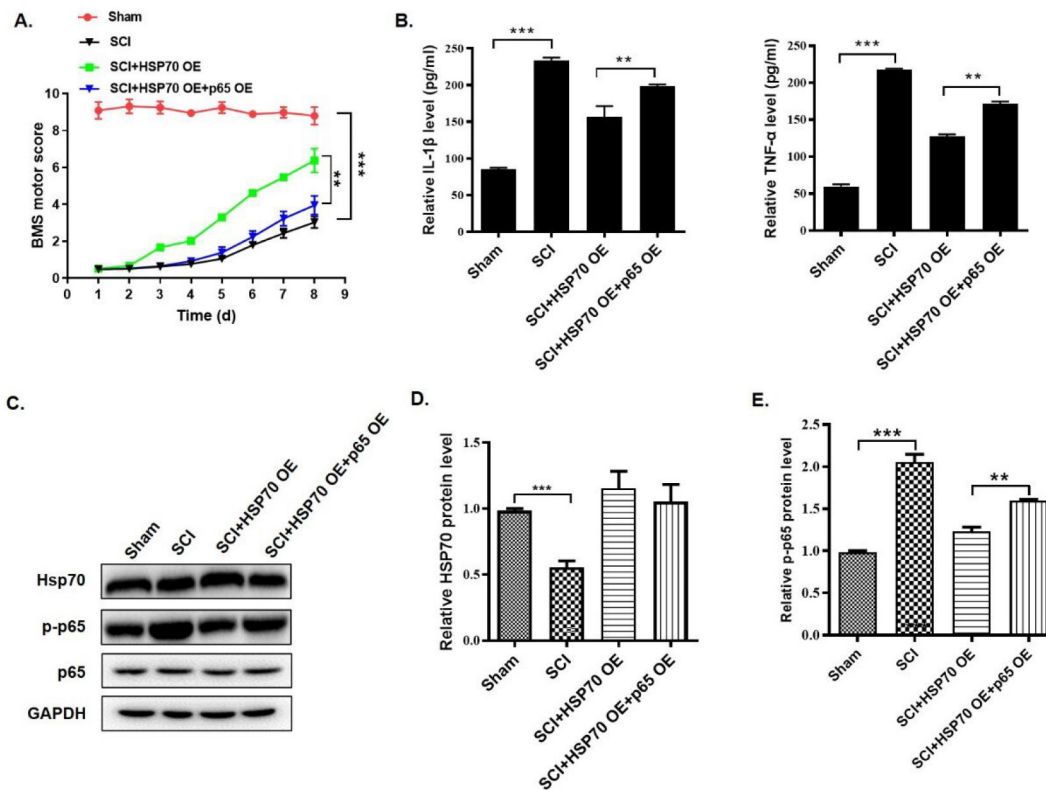 A.
Sham
SCI
SCI+HSP70 OE
SCI+HSP70 OE+p65 OE
BMS motor score
10
8
6
4
2
0
0 1 2 3 4 5 6 7 8 9
Time (d)
**
***
B.
Relative IL-1β level (pg/ml)
250
200
150
100
50
***
**
Sham
SCI
SCI+HSP70 OE
SCI+HSP70 OE+p65 OE
Relative TNF-α level (pg/ml)
250
200
150
100
50
0
***
**
Sham
SCI
SCI+HSP70 OE
SCI+HSP70 OE+p65 OE
C.
Sham
SCI
SCI+HSP70 OE
SCI+HSP70 OE+p65 OE
Hsp70
p-p65
p65
GAPDH
D.
Relative HSP70 protein level
1.5
1.0
0.5
0.0
***
Sham
SCI
SCI+HSP70 OE
SCI+HSP70 OE+p65 OE
E.
Relative p-p65 protein level
2.5
2.0
1.5
1.0
0.5
0.0
***
**
Sham
SCI
SCI+HSP70 OE
SCI+HSP70 OE+p65 OE